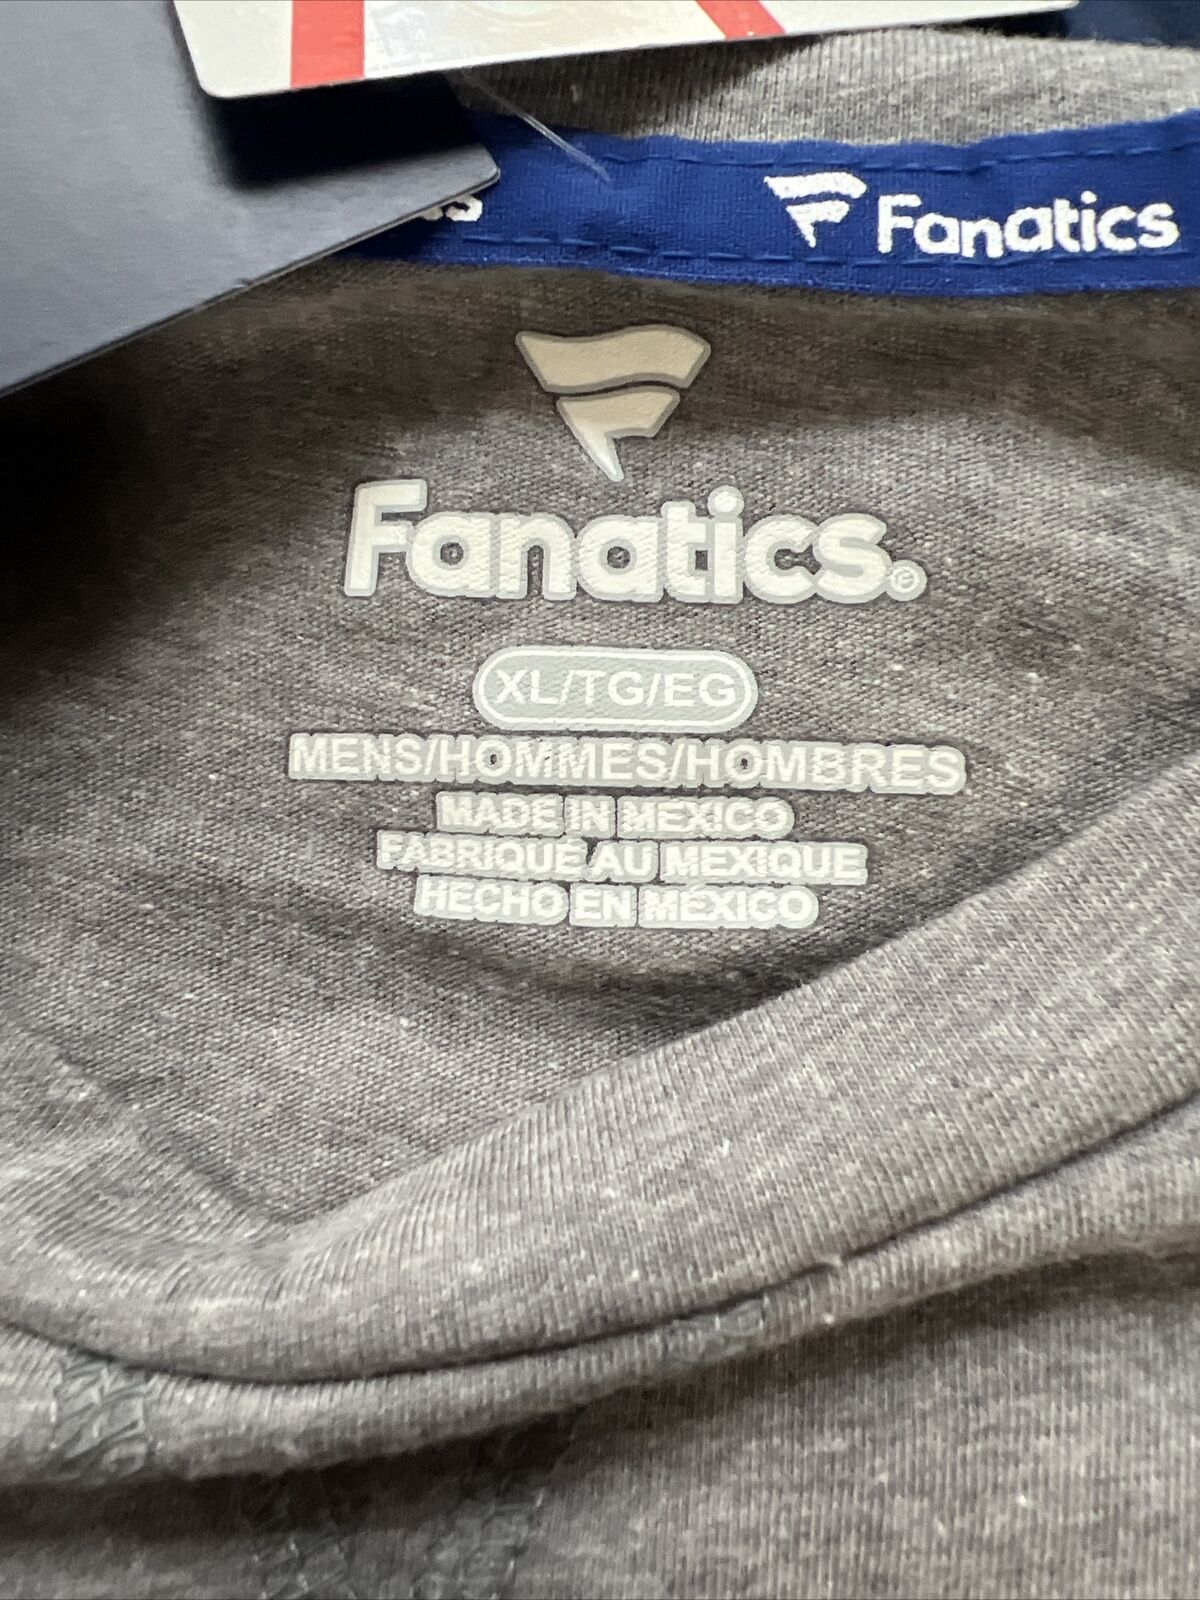 Fanatics
Fanatics.
XL/TG/EG
MENS/HOMMES/HOMBRES
MADE IN MEXICO
FABRIQUÉ AU MEXIQUE
HECHO EN MÉXICO